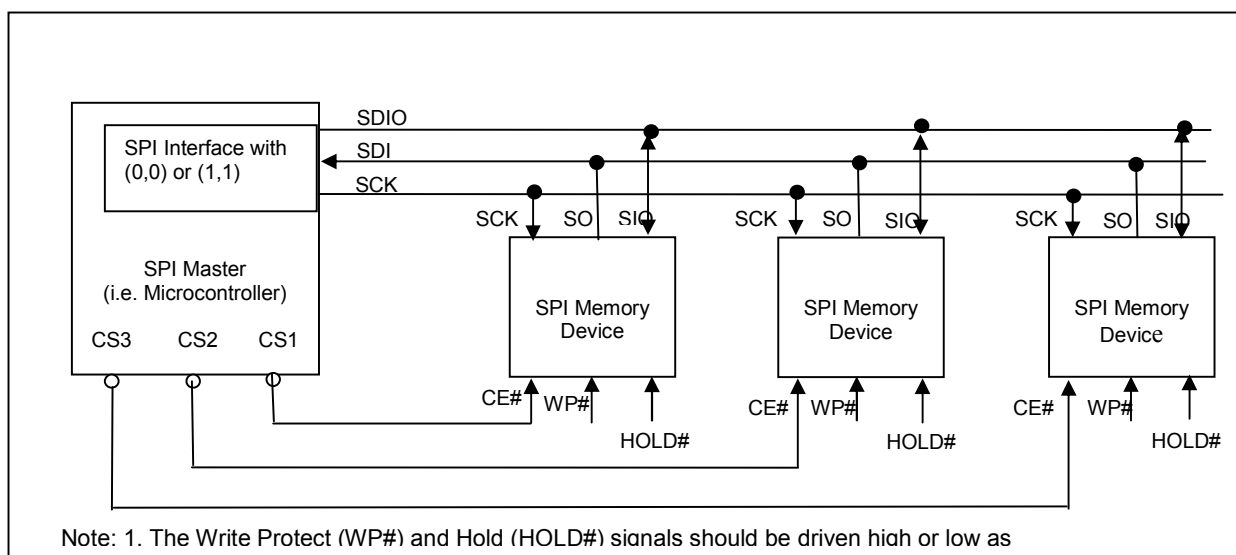 SDIO
SPI Interface with
(0,0) or (1,1)
SDI
SCK
SPI Master
(i.e. Microcontroller)
CS3 CS2 CS1
SCK SO SIO
SPI Memory
Device
CE# WP#
HOLD#
SCK SO SIO
SPI Memory
Device
CE# WP#
HOLD#
SCK SO SIO
SPI Memory
Device
CE# WP#
HOLD#
Note: 1. The Write Protect (WP#) and Hold (HOLD#) signals should be driven high or low as